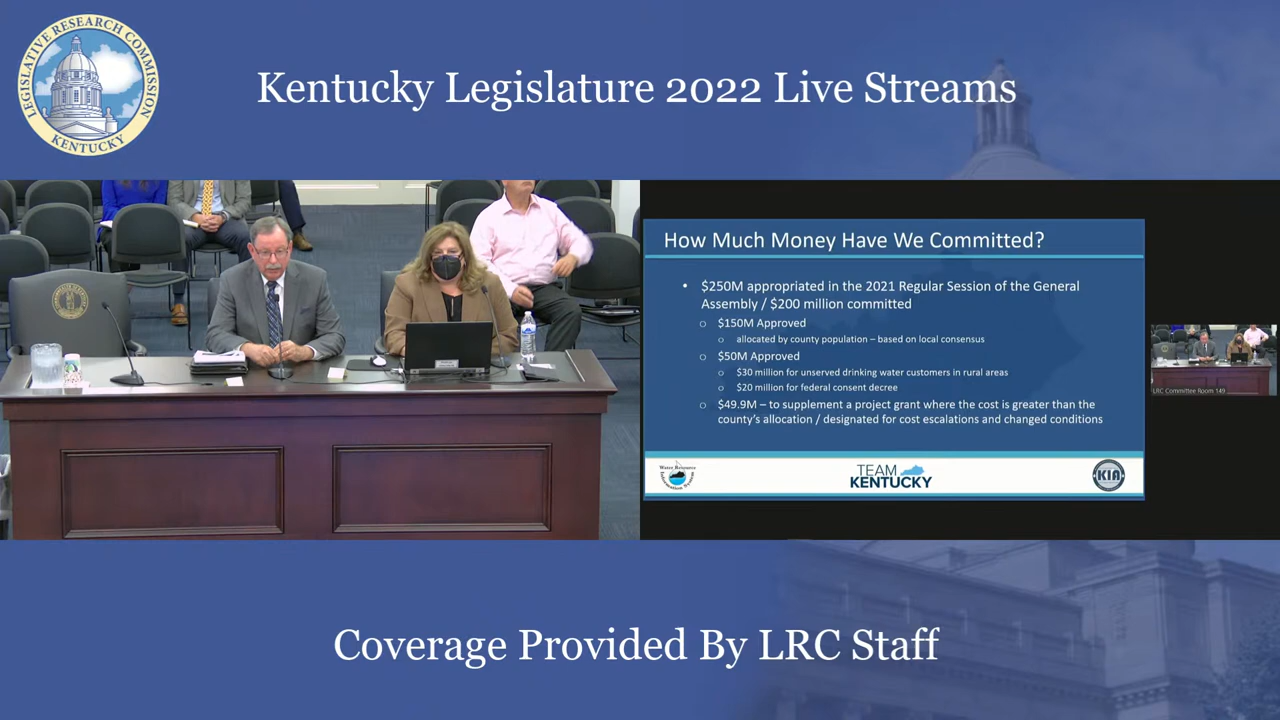 LEGISLATIVE RESEARCH COMMISSION
KENTUCKY
Kentucky Legislature 2022 Live Streams
How Much Money Have We Committed?
• $250M appropriated in the 2021 Regular Session of the General
Assembly / $200 million committed
o $150M Approved
o allocated by county population – based on local consensus
o $50M Approved
o $30 million for unserved drinking water customers in rural areas
o $20 million for federal consent decree
o $49.9M – to supplement a project grant where the cost is greater than the
county's allocation / designated for cost escalations and changed conditions
Water Resource
Information System
TEAM
KENTUCKY
KIA
LRC Committee Room 149
Coverage Provided By LRC Staff